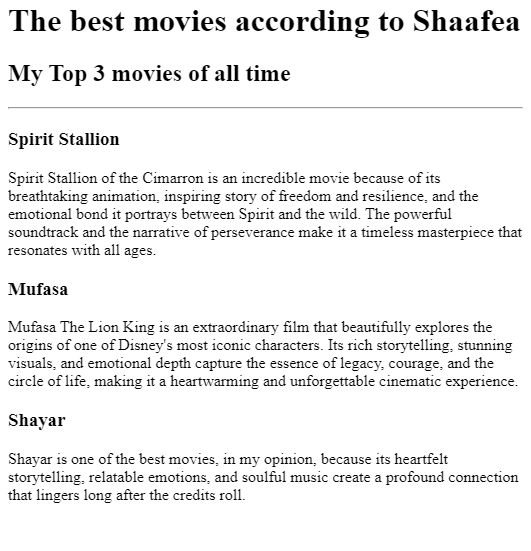 The best movies according to Shaafea
My Top 3 movies of all time
Spirit Stallion
Spirit Stallion of the Cimarron is an incredible movie because of its
breathtaking animation, inspiring story of freedom and resilience, and the
emotional bond it portrays between Spirit and the wild. The powerful
soundtrack and the narrative of perseverance make it a timeless masterpiece that
resonates with all ages.
Mufasa
Mufasa The Lion King is an extraordinary film that beautifully explores the
origins of one of Disney's most iconic characters. Its rich storytelling, stunning
visuals, and emotional depth capture the essence of legacy, courage, and the
circle of life, making it a heartwarming and unforgettable cinematic experience.
Shayar
Shayar is one of the best movies, in my opinion, because its heartfelt
storytelling, relatable emotions, and soulful music create a profound connection
that lingers long after the credits roll.